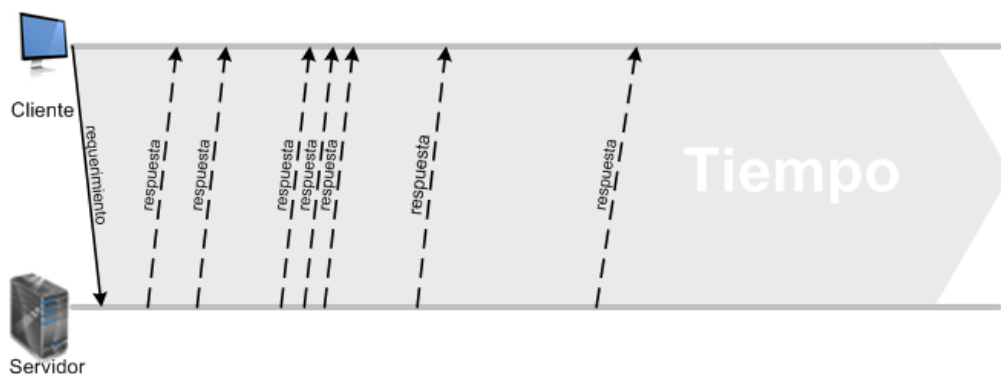 Cliente
requerimiento
respuesta
respuesta
respuesta
respuesta
respuesta
respuesta
respuesta
Tiempo
Servidor